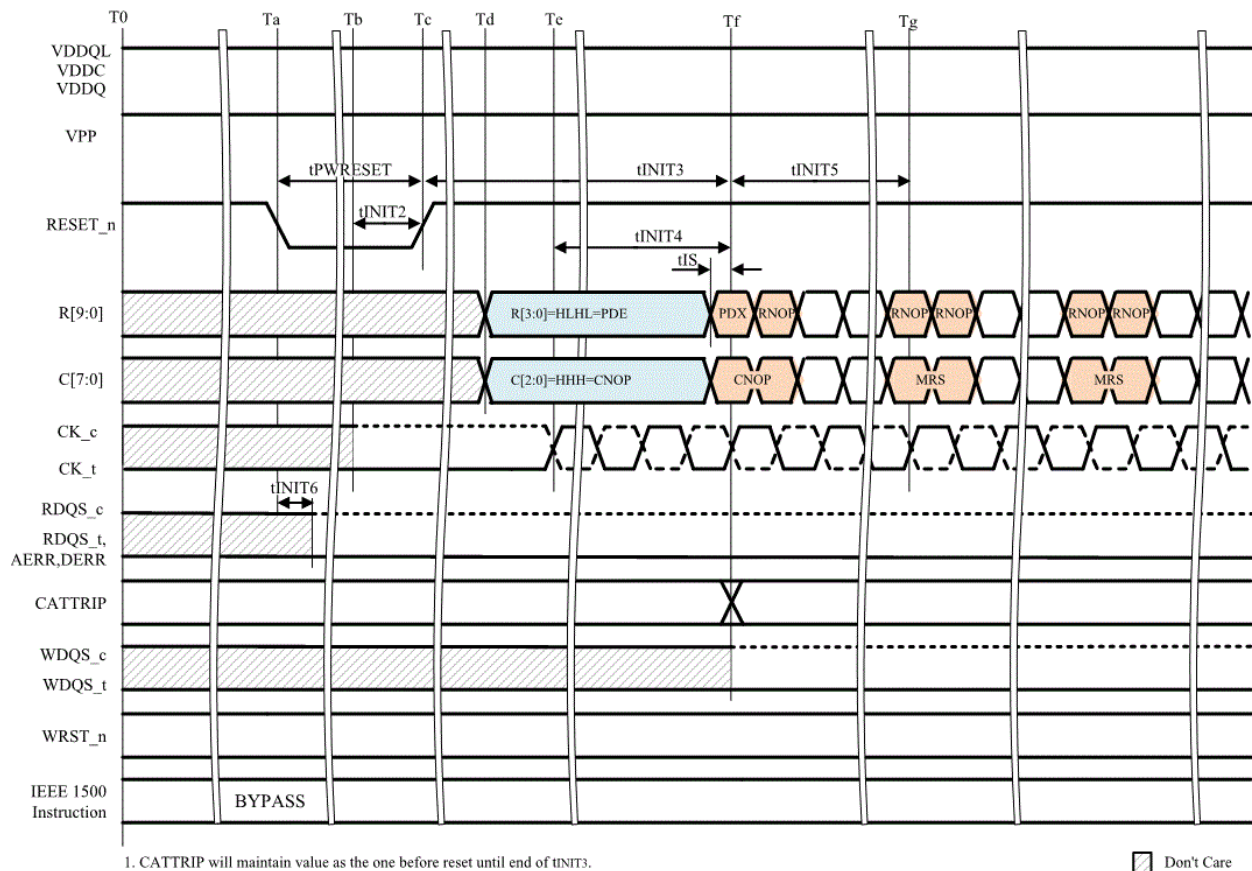 T0 Ta Tb Tc Td Te Tf Tg
VDDQL
VDDC
VDDQ
VPP
tPWRESET tINIT3 tINIT5
RESET_n
tINIT2
tINIT4
tIS
R[9:0] R[3:0]=HLHL=PDE PDX RNOP RNOP RNOP RNOP RNOP
C[7:0] C[2:0]=HHH=CNOP CNOP MRS MRS
CK_c
CK_t
tINIT6
RDQS_c
RDQS_t,
AERR,DERR
CATTRIP
WDQS_c
WDQS_t
WRST_n
IEEE 1500
Instruction
BYPASS
1. CATTRIP will maintain value as the one before reset until end of tINIT3.
Don't Care